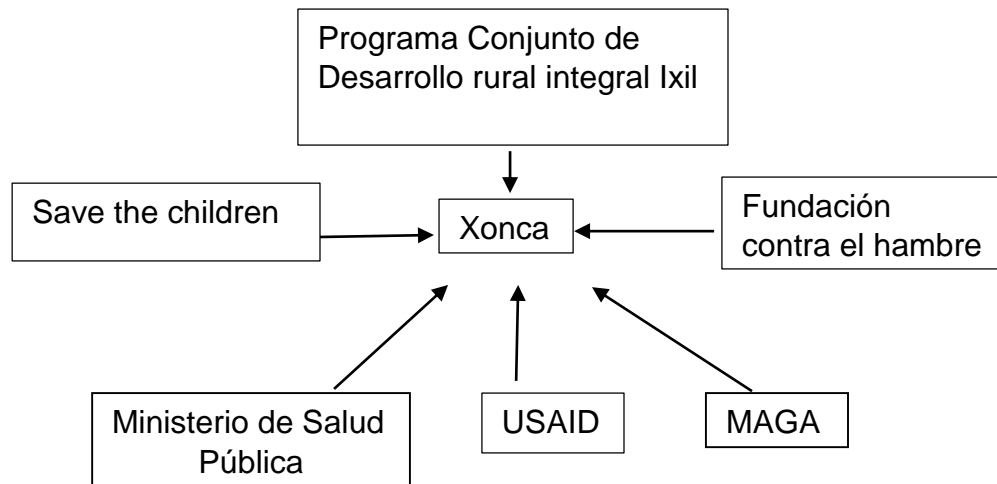 Programa Conjunto de
Desarrollo rural integral Ixil
Save the children
Xonca
Fundación
contra el hambre
Ministerio de Salud
Pública
USAID
MAGA